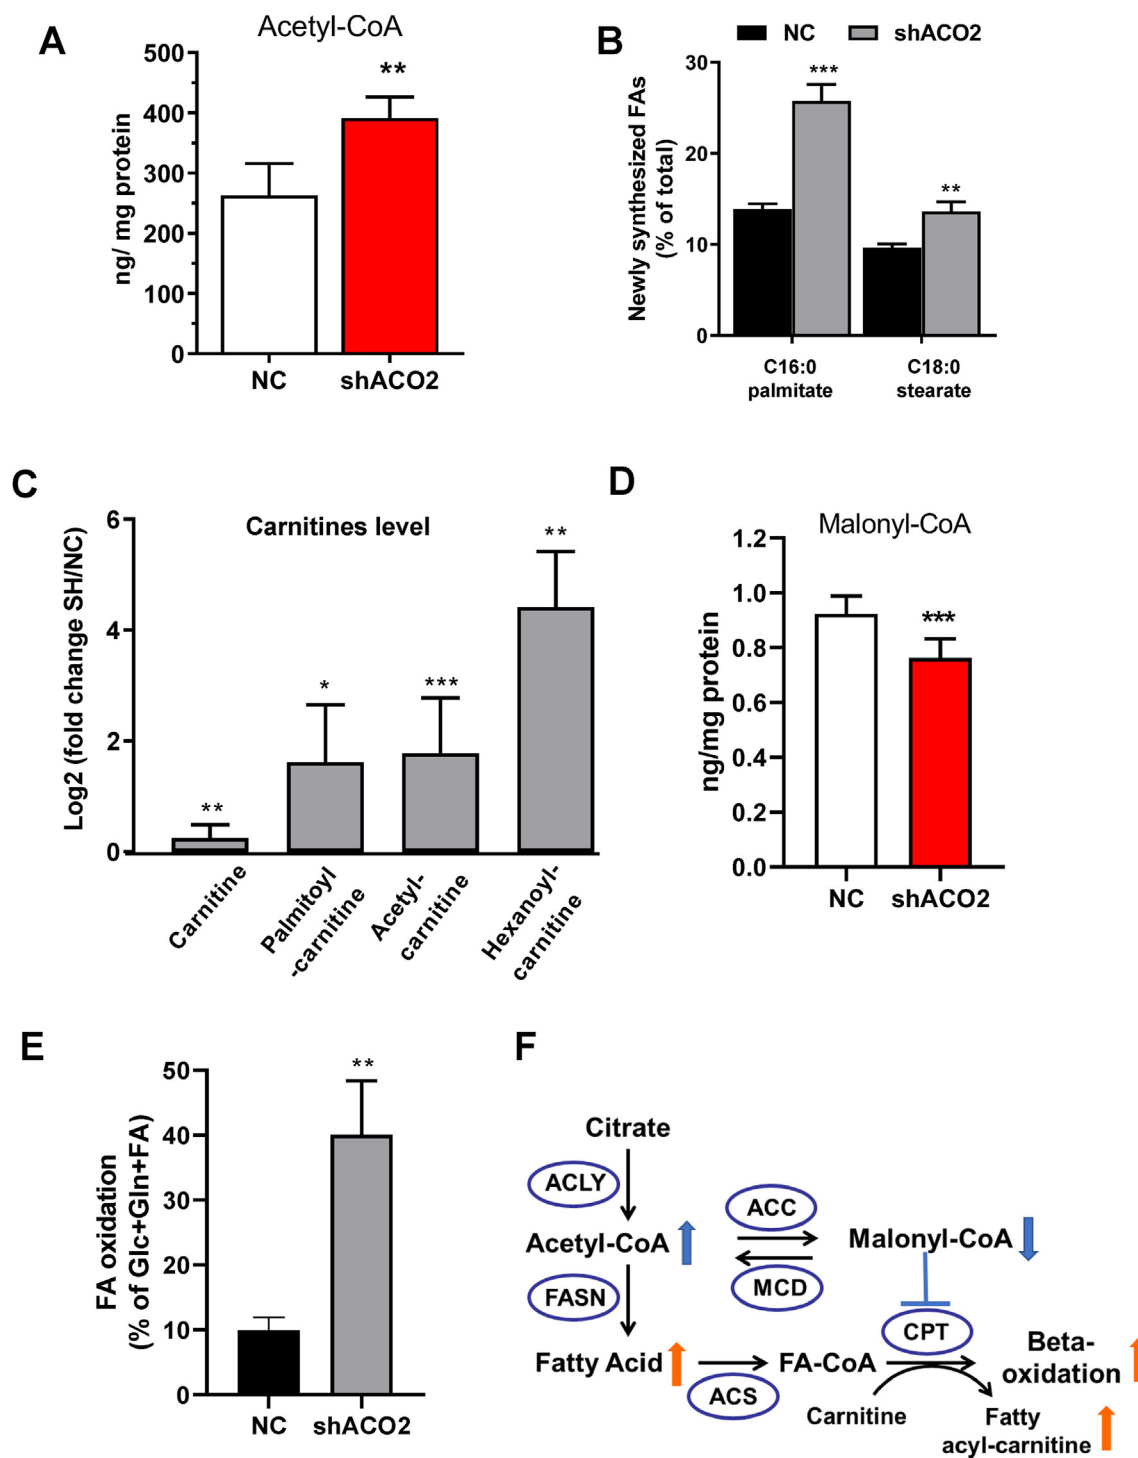 A
Acetyl-CoA
ng/ mg protein
500
400
300
200
100
0
**
NC
shACO2
B
NC
shACO2
Newly synthesized FAs
(% of total)
30
20
10
0
***
**
C16:0
palmitate
C18:0
stearate
C
Carnitines level
Log2 (fold change SH/NC)
6
4
2
0
**
*
***
**
Carnitine
Palmitoyl
-carnitine
Acetyl-
carnitine
Hexanoyl-
carnitine
D
Malonyl-CoA
ng/mg protein
1.2
1.0
0.8
0.6
0.4
0.2
0.0
***
NC
shACO2
E
FA oxidation
(% of Glc+Gln+FA)
50
40
30
20
10
0
**
NC
shACO2
F
Citrate
ACLY
Acetyl-CoA
ACC
MCD
Malonyl-CoA
FASN
CPT
Fatty Acid
ACS
FA-CoA
Beta-
oxidation
Carnitine
Fatty
acyl-carnitine